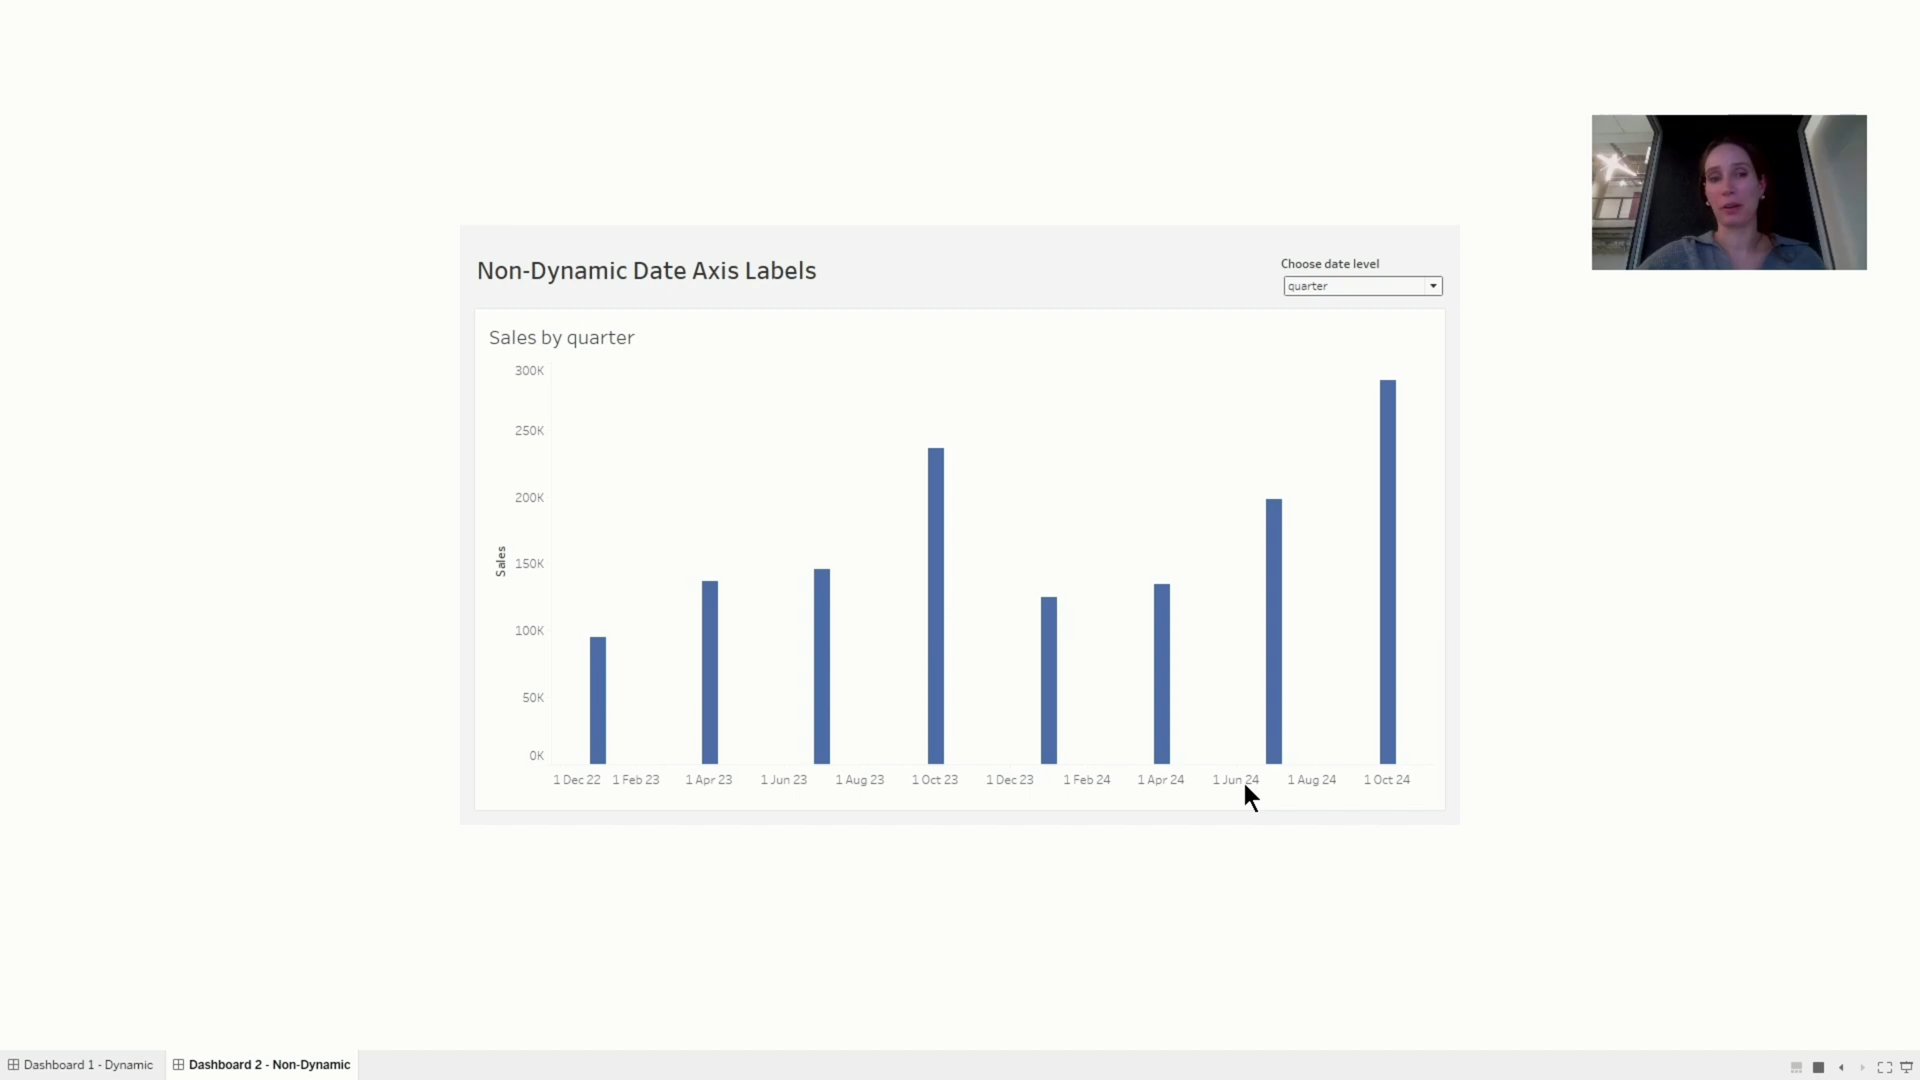 Non-Dynamic Date Axis Labels
Choose date level
quarter
Sales by quarter
300K
250K
200K
150K
100K
50K
0K
Sales
1 Dec 22 1 Feb 23 1 Apr 23 1 Jun 23 1 Aug 23 1 Oct 23 1 Dec 23 1 Feb 24 1 Apr 24 1 Jun 24 1 Aug 24 1 Oct 24
Dashboard 1 - Dynamic
Dashboard 2 - Non-Dynamic